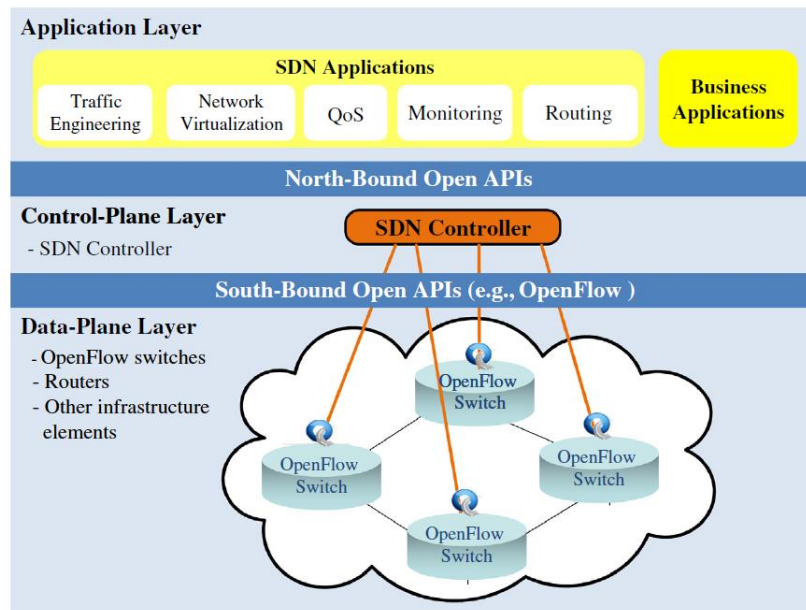 Application Layer
SDN Applications
Traffic
Engineering
Network
Virtualization
QoS
Monitoring
Routing
Business
Applications
North-Bound Open APIs
Control-Plane Layer
- SDN Controller
SDN Controller
South-Bound Open APIs (e.g., OpenFlow )
Data-Plane Layer
- OpenFlow switches
- Routers
- Other infrastructure
elements
OpenFlow
Switch
OpenFlow
Switch
OpenFlow
Switch
OpenFlow
Switch